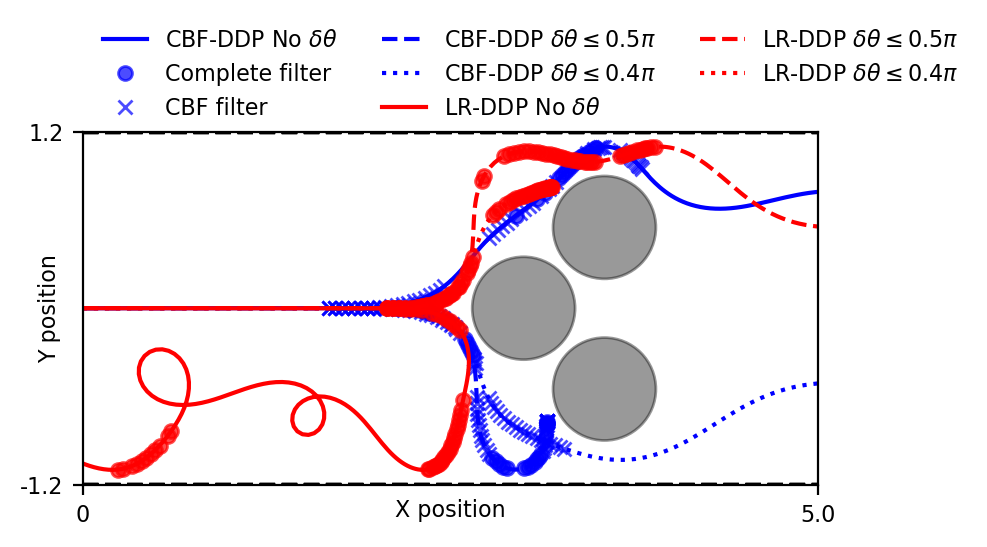 CBF-DDP No δθ
CBF-DDP δθ ≤ 0.5π
LR-DDP δθ ≤ 0.5π
Complete filter
CBF-DDP δθ ≤ 0.4π
LR-DDP δθ ≤ 0.4π
CBF filter
LR-DDP No δθ
1.2
Y position
-1.2
X position
0
5.0